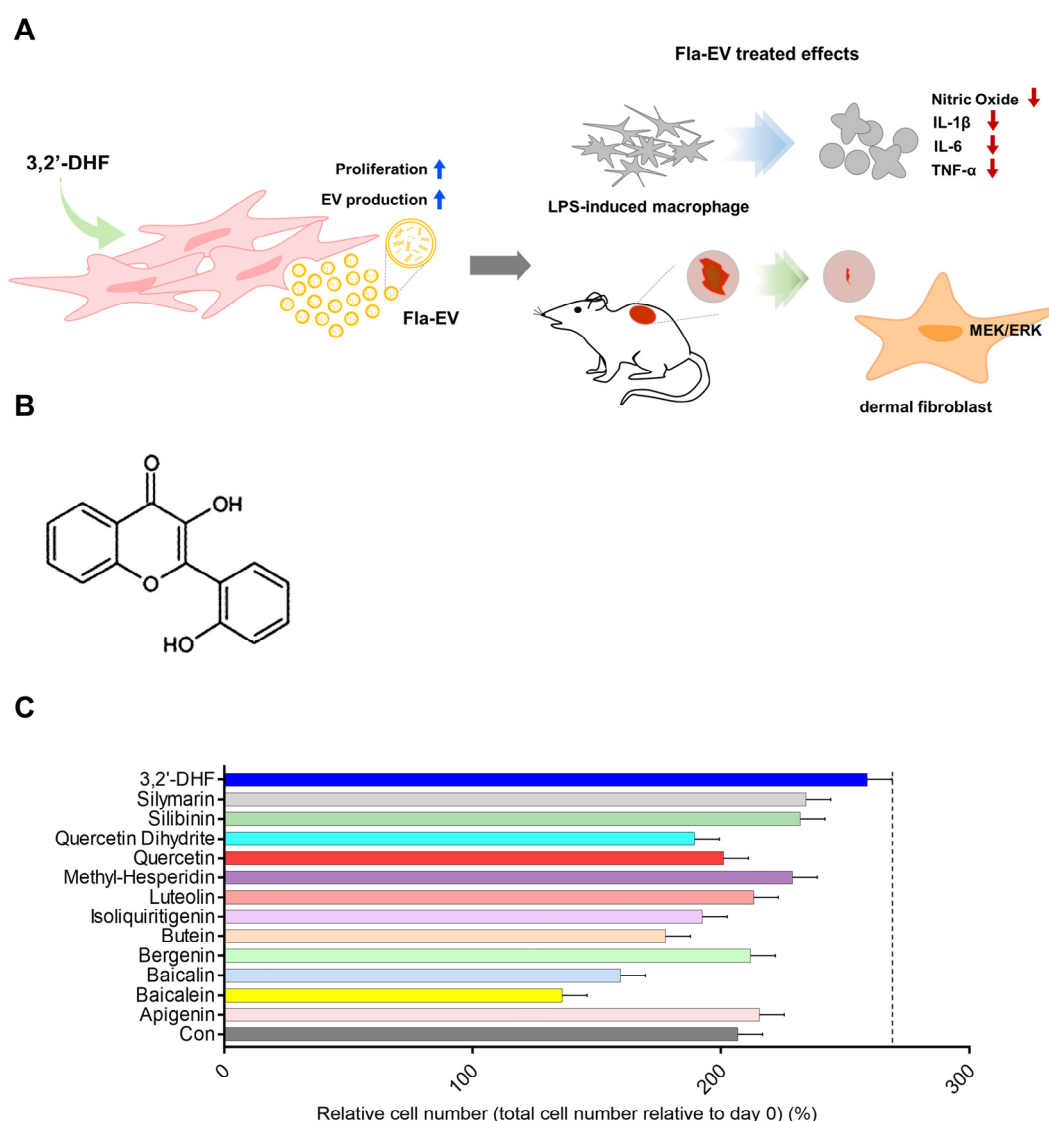 A
Fla-EV treated effects
3,2'-DHF
Proliferation
EV production
Fla-EV
LPS-induced macrophage
Nitric Oxide
IL-1β
IL-6
TNF-α
MEK/ERK
dermal fibroblast
B
O
OH
O
HO
C
3,2'-DHF
Silymarin
Silibinin
Quercetin Dihydrite
Quercetin
Methyl-Hesperidin
Luteolin
Isoliquiritigenin
Butein
Bergenin
Baicalin
Baicalein
Apigenin
Con
0
100
200
300
Relative cell number (total cell number relative to day 0) (%)